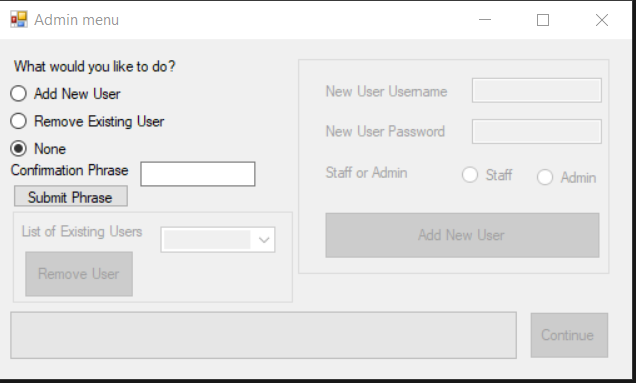 Admin menu
What would you like to do?
Add New User
Remove Existing User
None
Confirmation Phrase
Submit Phrase
List of Existing Users
Remove User
New User Username
New User Password
Staff or Admin Staff Admin
Add New User
Continue